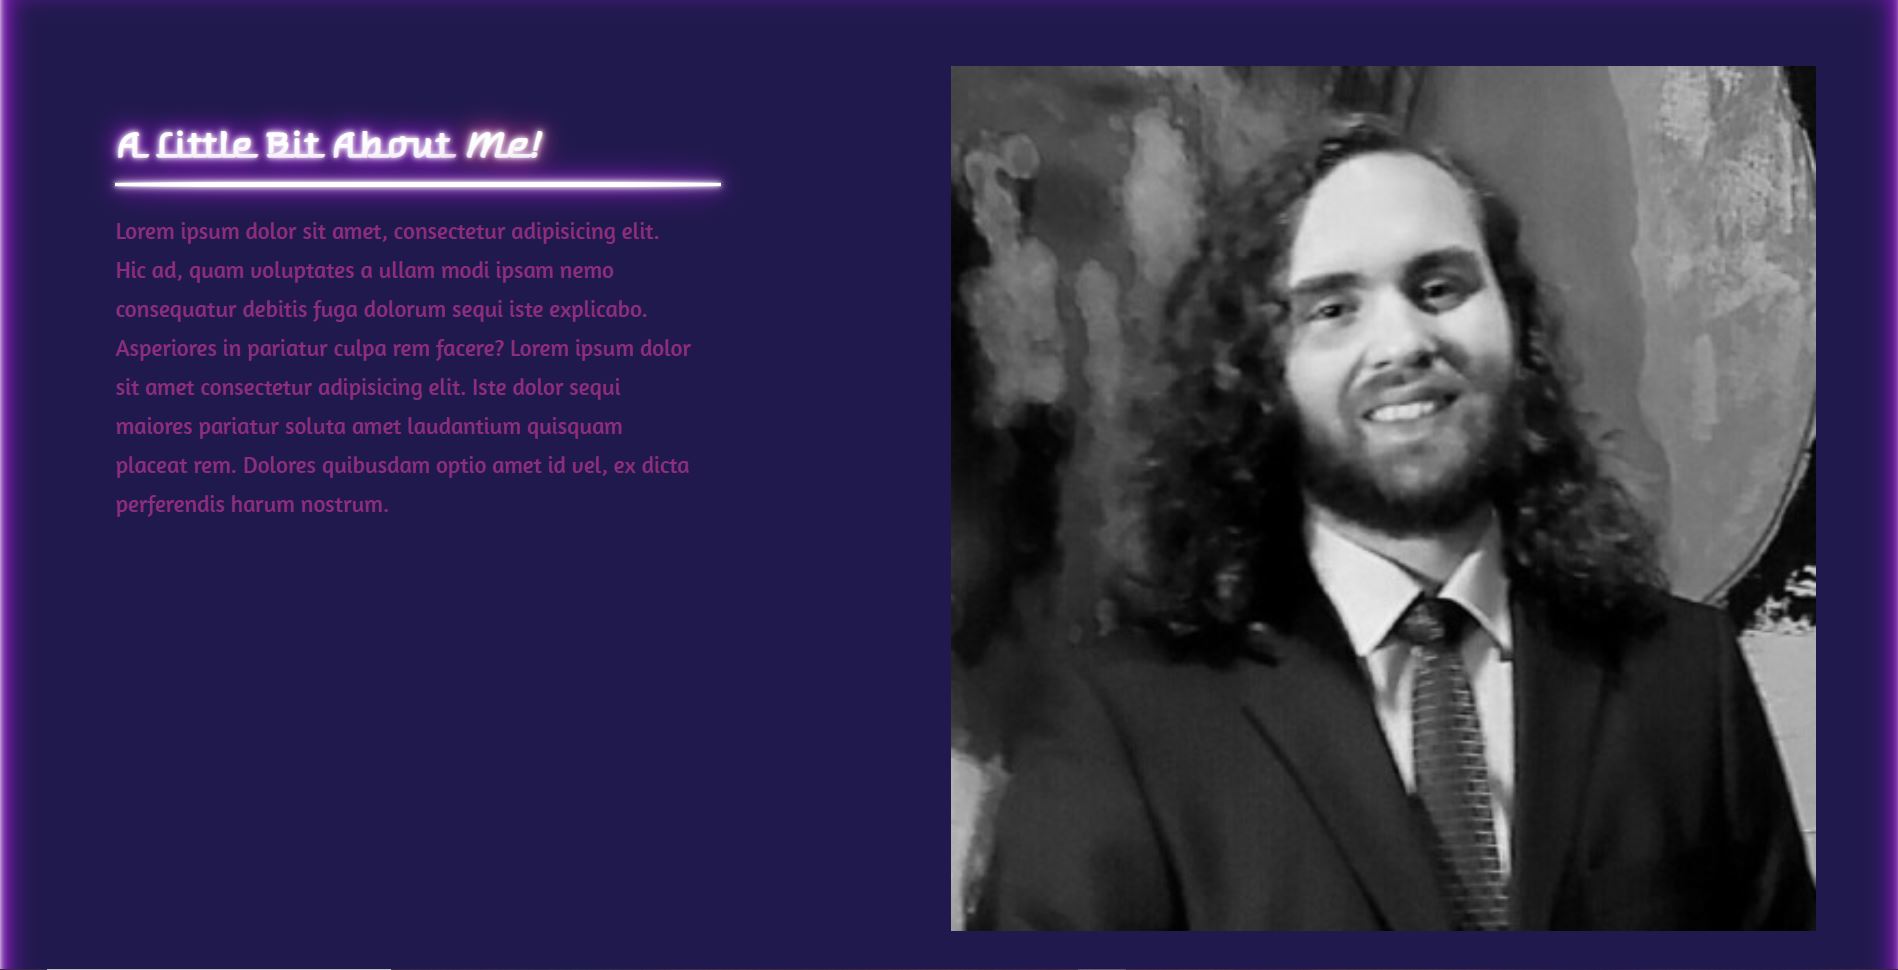 A Little Bit About Me!
Lorem ipsum dolor sit amet, consectetur adipisicing elit.
Hic ad, quam voluptates a ullam modi ipsam nemo
consequatur debitis fuga dolorum sequi iste explicabo.
Asperiores in pariatur culpa rem facere? Lorem ipsum dolor
sit amet consectetur adipisicing elit. Iste dolor sequi
maiores pariatur soluta amet laudantium quisquam
placeat rem. Dolores quibusdam optio amet id vel, ex dicta
perferendis harum nostrum.